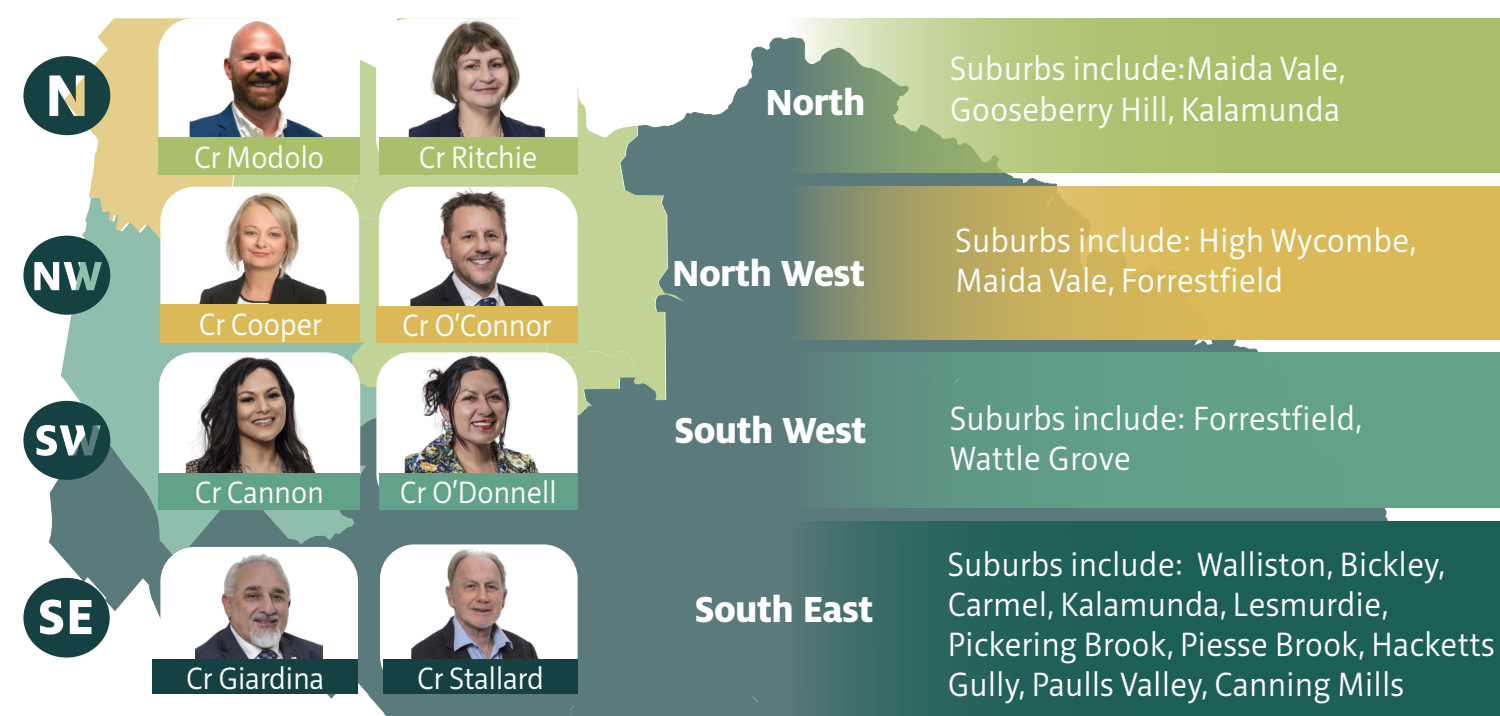 N
Cr Modolo
Cr Ritchie
North
Suburbs include:Maida Vale,
Gooseberry Hill, Kalamunda
NW
Cr Cooper
Cr O'Connor
North West
Suburbs include: High Wycombe,
Maida Vale, Forrestfield
SW
Cr Cannon
Cr O'Donnell
South West
Suburbs include: Forrestfield,
Wattle Grove
SE
Cr Giardina
Cr Stallard
South East
Suburbs include: Walliston, Bickley,
Carmel, Kalamunda, Lesmurdie,
Pickering Brook, Piesse Brook, Hacketts
Gully, Paulls Valley, Canning Mills